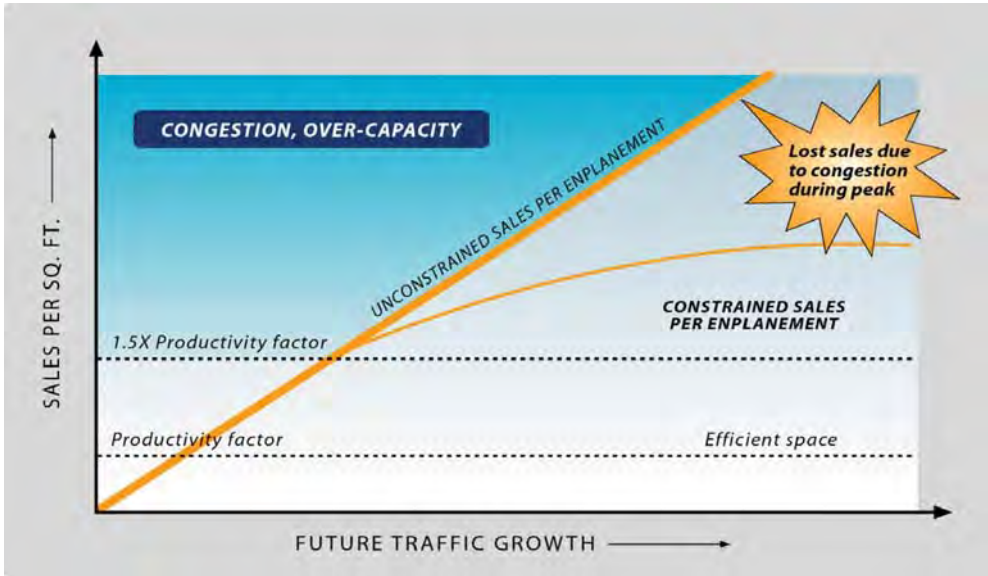 CONGESTION, OVER-CAPACITY
UNCONSTRAINED SALES PER ENPLANEMENT
Lost sales due
to congestion
during peak
CONSTRAINED SALES
PER ENPLANEMENT
1.5X Productivity factor
Productivity factor
Efficient space
SALES PER SQ. FT.
FUTURE TRAFFIC GROWTH